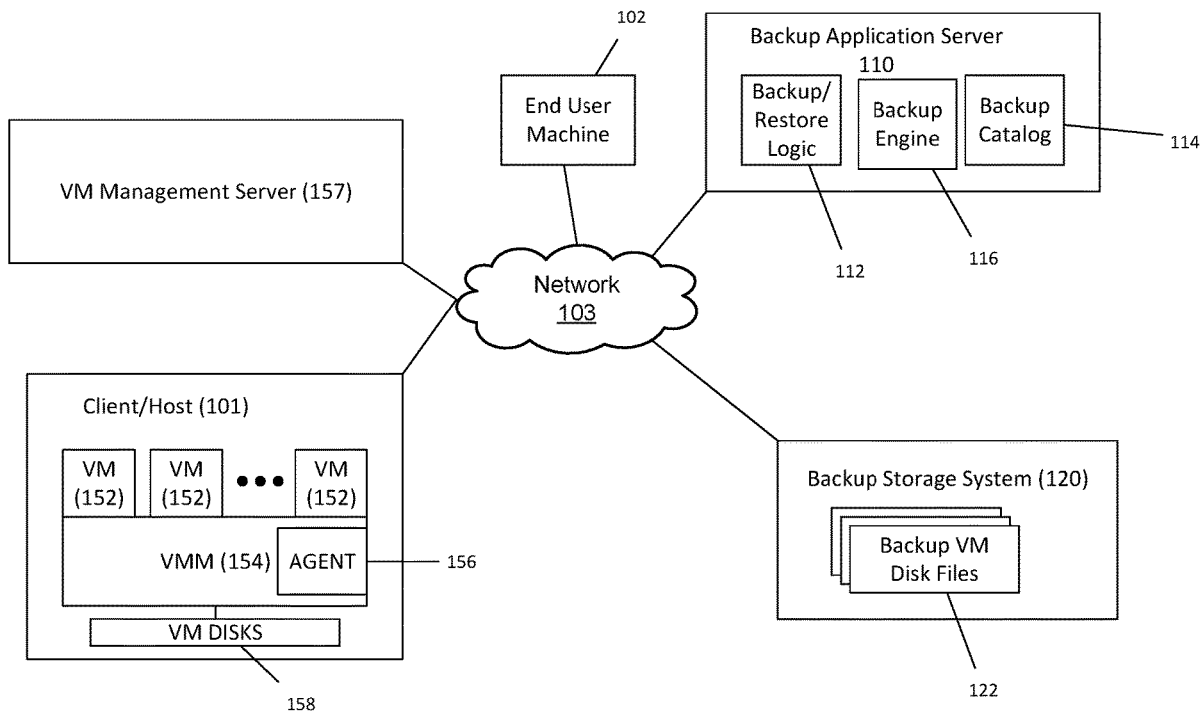 102
Backup Application Server
110
End User
Machine
Backup/
Restore
Logic
Backup
Engine
Backup
Catalog
114
VM Management Server (157)
112
116
Network
103
Client/Host (101)
VM
(152)
VM
(152)
VM
(152)
VMM (154)
AGENT
156
VM DISKS
158
Backup Storage System (120)
Backup VM
Disk Files
122